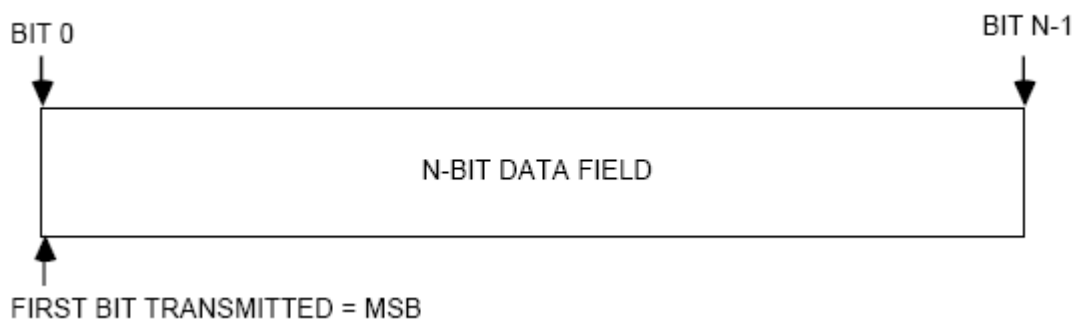 BIT 0
BIT N-1
N-BIT DATA FIELD
FIRST BIT TRANSMITTED = MSB